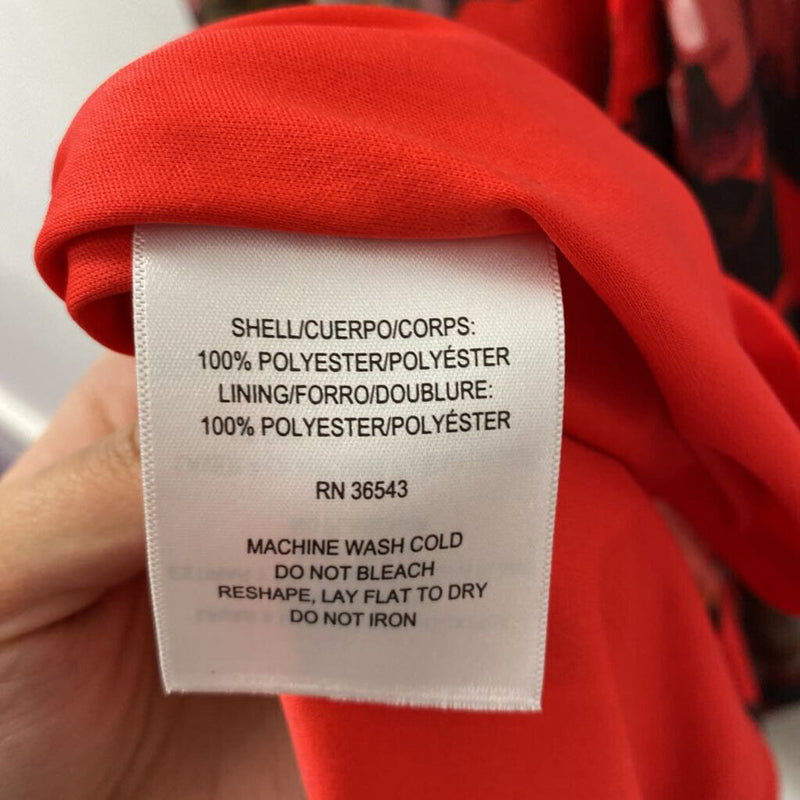 SHELL/CUERPO/CORPS:
100% POLYESTER/POLYÉSTER
LINING/FORRO/DOUBLURE:
100% POLYESTER/POLYÉSTER
RN 36543
MACHINE WASH COLD
DO NOT BLEACH
RESHAPE, LAY FLAT TO DRY
DO NOT IRON